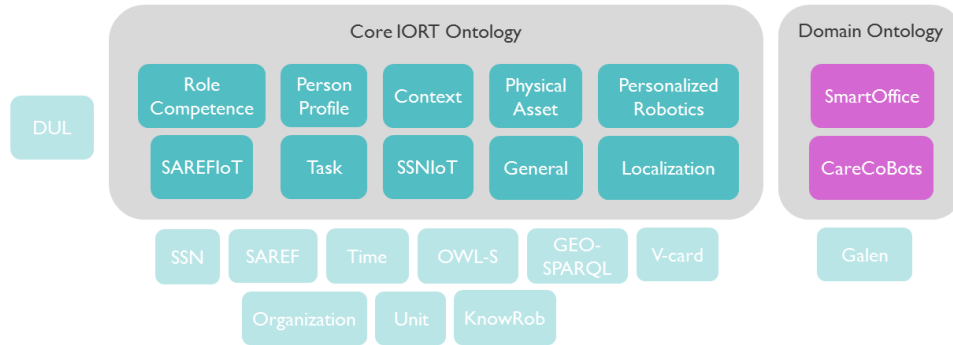 Core IORT Ontology
Domain Ontology
Role
Competence
Person
Profile
Context
Physical
Asset
Personalized
Robotics
SmartOffice
DUL
SAREFIoT
Task
SSNIoT
General
Localization
CareCoBots
SSN
SAREF
Time
OWL-S
GEO-
SPARQL
V-card
Galen
Organization
Unit
KnowRob